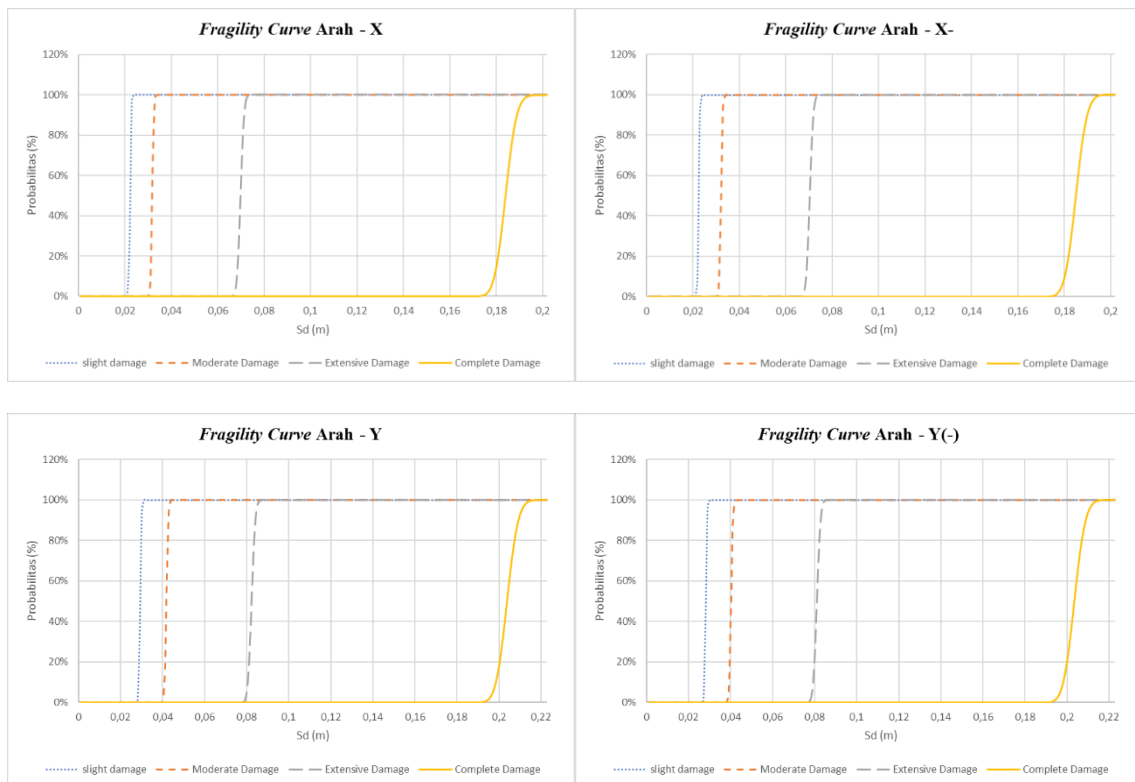 Fragility Curve Arah - X
120%
100%
80%
60%
40%
20%
0%
Probabilitas (%)
0 0,02 0,04 0,06 0,08 0,1 0,12 0,14 0,16 0,18 0,2
Sd (m)
slight damage Moderate Damage Extensive Damage Complete Damage
Fragility Curve Arah - X-
120%
100%
80%
60%
40%
20%
0%
Probabilitas (%)
0 0,02 0,04 0,06 0,08 0,1 0,12 0,14 0,16 0,18 0,2
Sd (m)
slight damage Moderate Damage Extensive Damage Complete Damage
Fragility Curve Arah - Y
120%
100%
80%
60%
40%
20%
0%
Probabilitas (%)
0 0,02 0,04 0,06 0,08 0,1 0,12 0,14 0,16 0,18 0,2 0,22
Sd (m)
slight damage Moderate Damage Extensive Damage Complete Damage
Fragility Curve Arah - Y(-)
120%
100%
80%
60%
40%
20%
0%
Probabilitas (%)
0 0,02 0,04 0,06 0,08 0,1 0,12 0,14 0,16 0,18 0,2 0,22
Sd (m)
slight damage Moderate Damage Extensive Damage Complete Damage